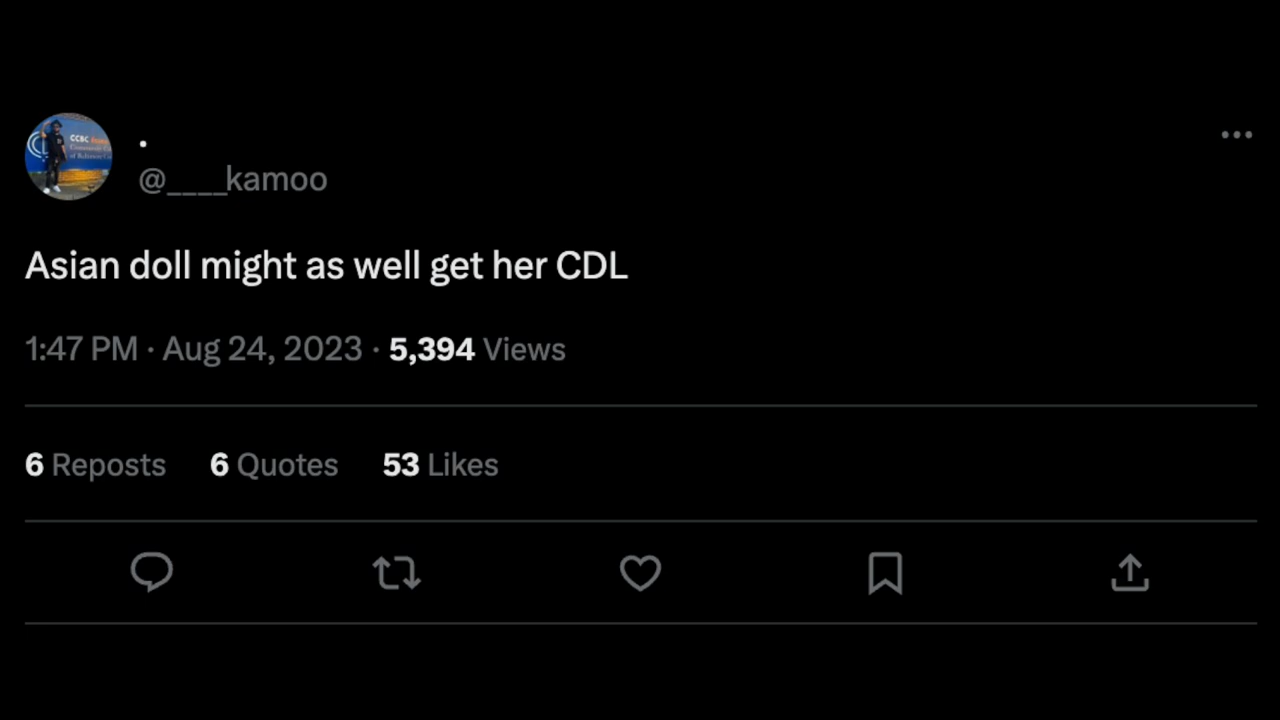 .
@____kamoo
Asian doll might as well get her CDL
1:47 PM · Aug 24, 2023 · 5,394 Views
6 Reposts 6 Quotes 53 Likes
CCBC